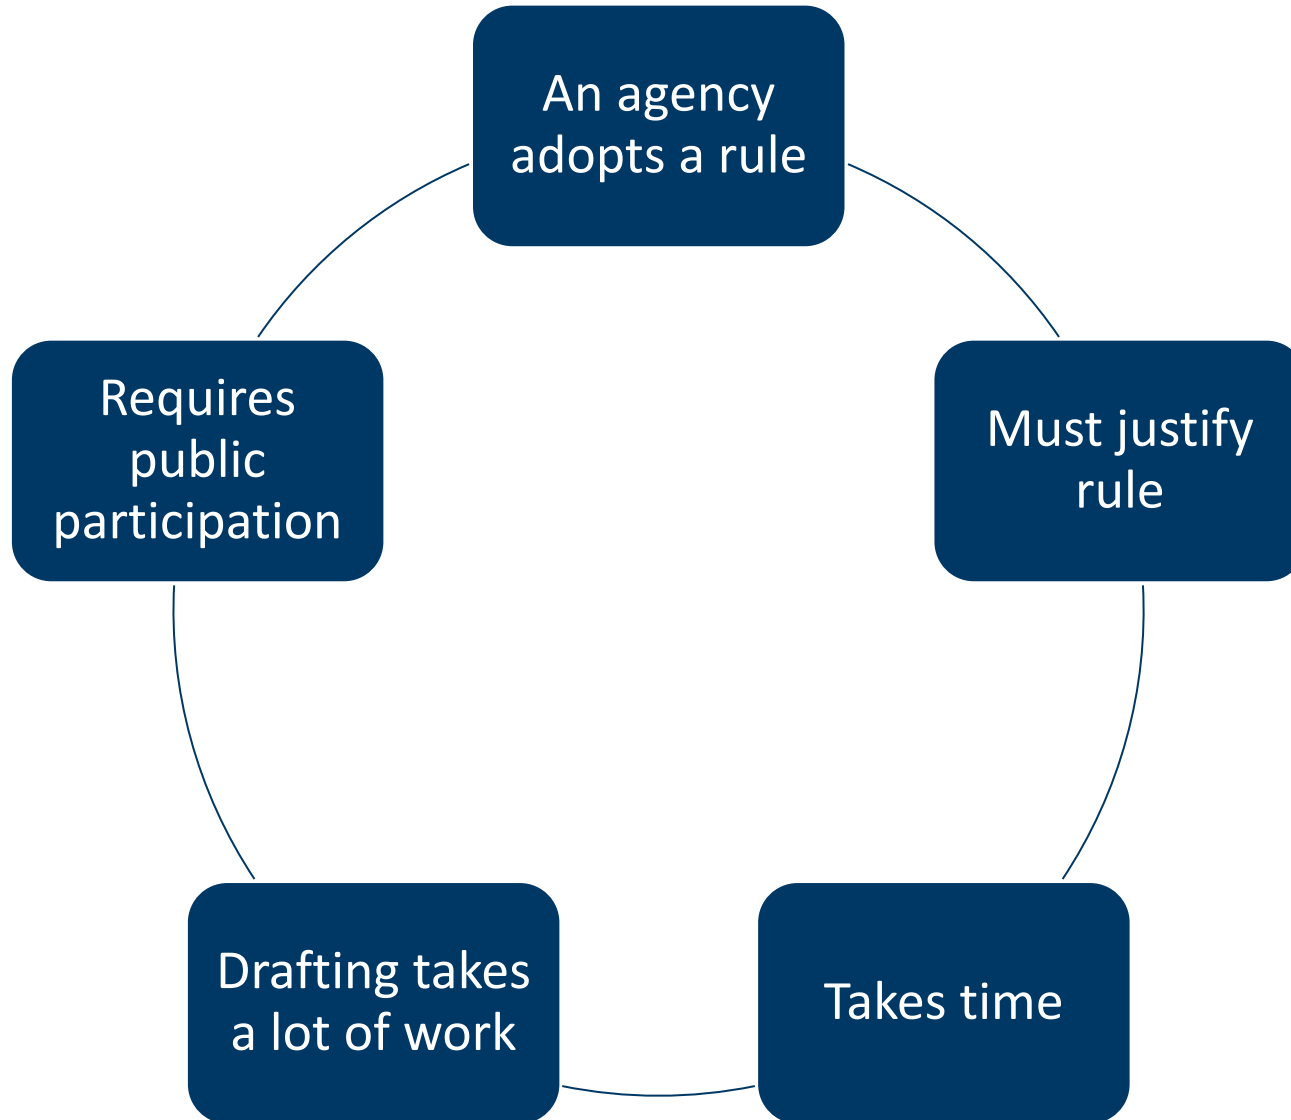 An agency
adopts a rule
Must justify
rule
Takes time
Drafting takes
a lot of work
Requires
public
participation